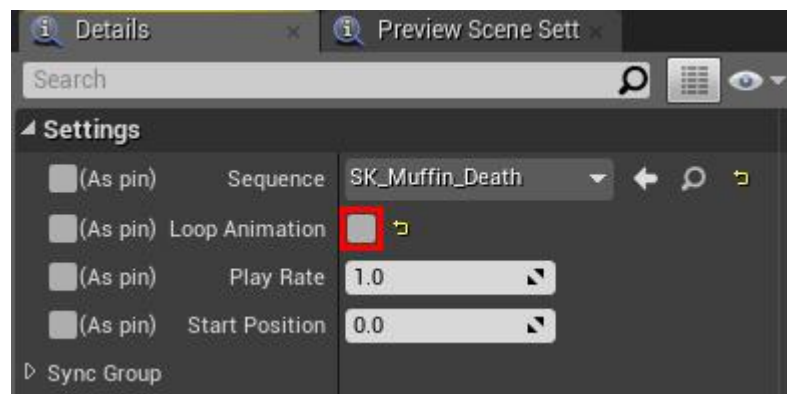 Details Preview Scene Sett
Search
Settings
(As pin) Sequence SK_Muffin_Death
(As pin) Loop Animation
(As pin) Play Rate 1.0
(As pin) Start Position 0.0
Sync Group